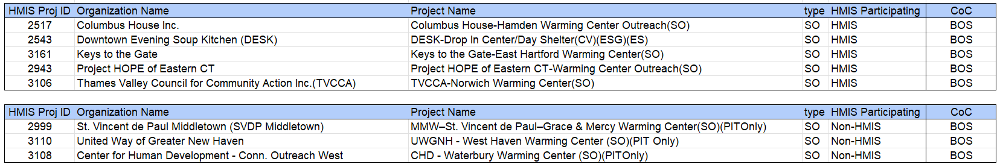 HMIS Proj ID Organization Name Project Name type HMIS Participating CoC
2517 Columbus House Inc. Columbus House-Hamden Warming Center Outreach(SO) SO HMIS BOS
2543 Downtown Evening Soup Kitchen (DESK) DESK-Drop In Center/Day Shelter(CV)(ESG)(ES) SO HMIS BOS
3161 Keys to the Gate Keys to the Gate-East Hartford Warming Center(SO) SO HMIS BOS
2943 Project HOPE of Eastern CT Project HOPE of Eastern CT-Warming Center Outreach(SO) SO HMIS BOS
3106 Thames Valley Council for Community Action Inc.(TVCCA) TVCCA-Norwich Warming Center(SO) SO HMIS BOS
HMIS Proj ID Organization Name Project Name type HMIS Participating CoC
2999 St. Vincent de Paul Middletown (SVDP Middletown) MMW–St. Vincent de Paul–Grace & Mercy Warming Center(SO)(PITOnly) SO Non-HMIS BOS
3110 United Way of Greater New Haven UWGNH - West Haven Warming Center (SO)(PIT Only) SO Non-HMIS BOS
3108 Center for Human Development - Conn. Outreach West CHD - Waterbury Warming Center (SO)(PITOnly) SO Non-HMIS BOS